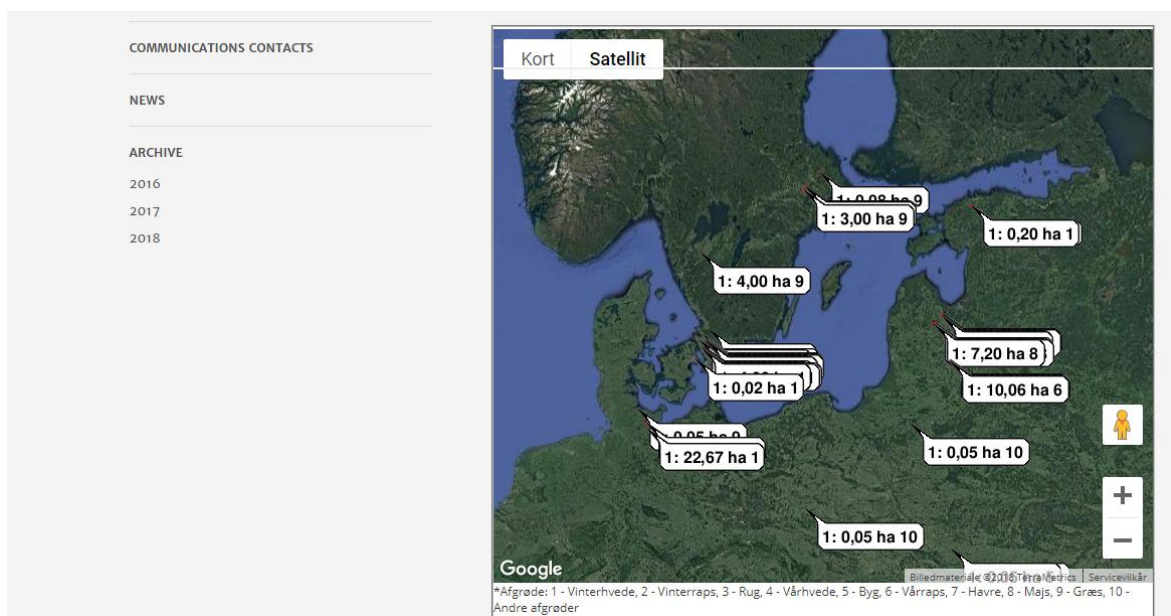 COMMUNICATIONS CONTACTS
NEWS
ARCHIVE
2016
2017
2018
Kort Satellit
1: 3,00 ha 9
1: 0,20 ha 1
1: 4,00 ha 9
1: 7,20 ha 8
1: 0,02 ha 1
1: 10,06 ha 6
1: 22,67 ha 1
1: 0,05 ha 10
1: 0,05 ha 10
Google
Billedmateriale ©2018 TerraMetrics Servicevilkår
*Afgrøde: 1 - Vinterhvede, 2 - Vinterraps, 3 - Rug, 4 - Vårhvede, 5 - Byg, 6 - Vårraps, 7 - Havre, 8 - Majs, 9 - Græs, 10 -
Andre afgrøder